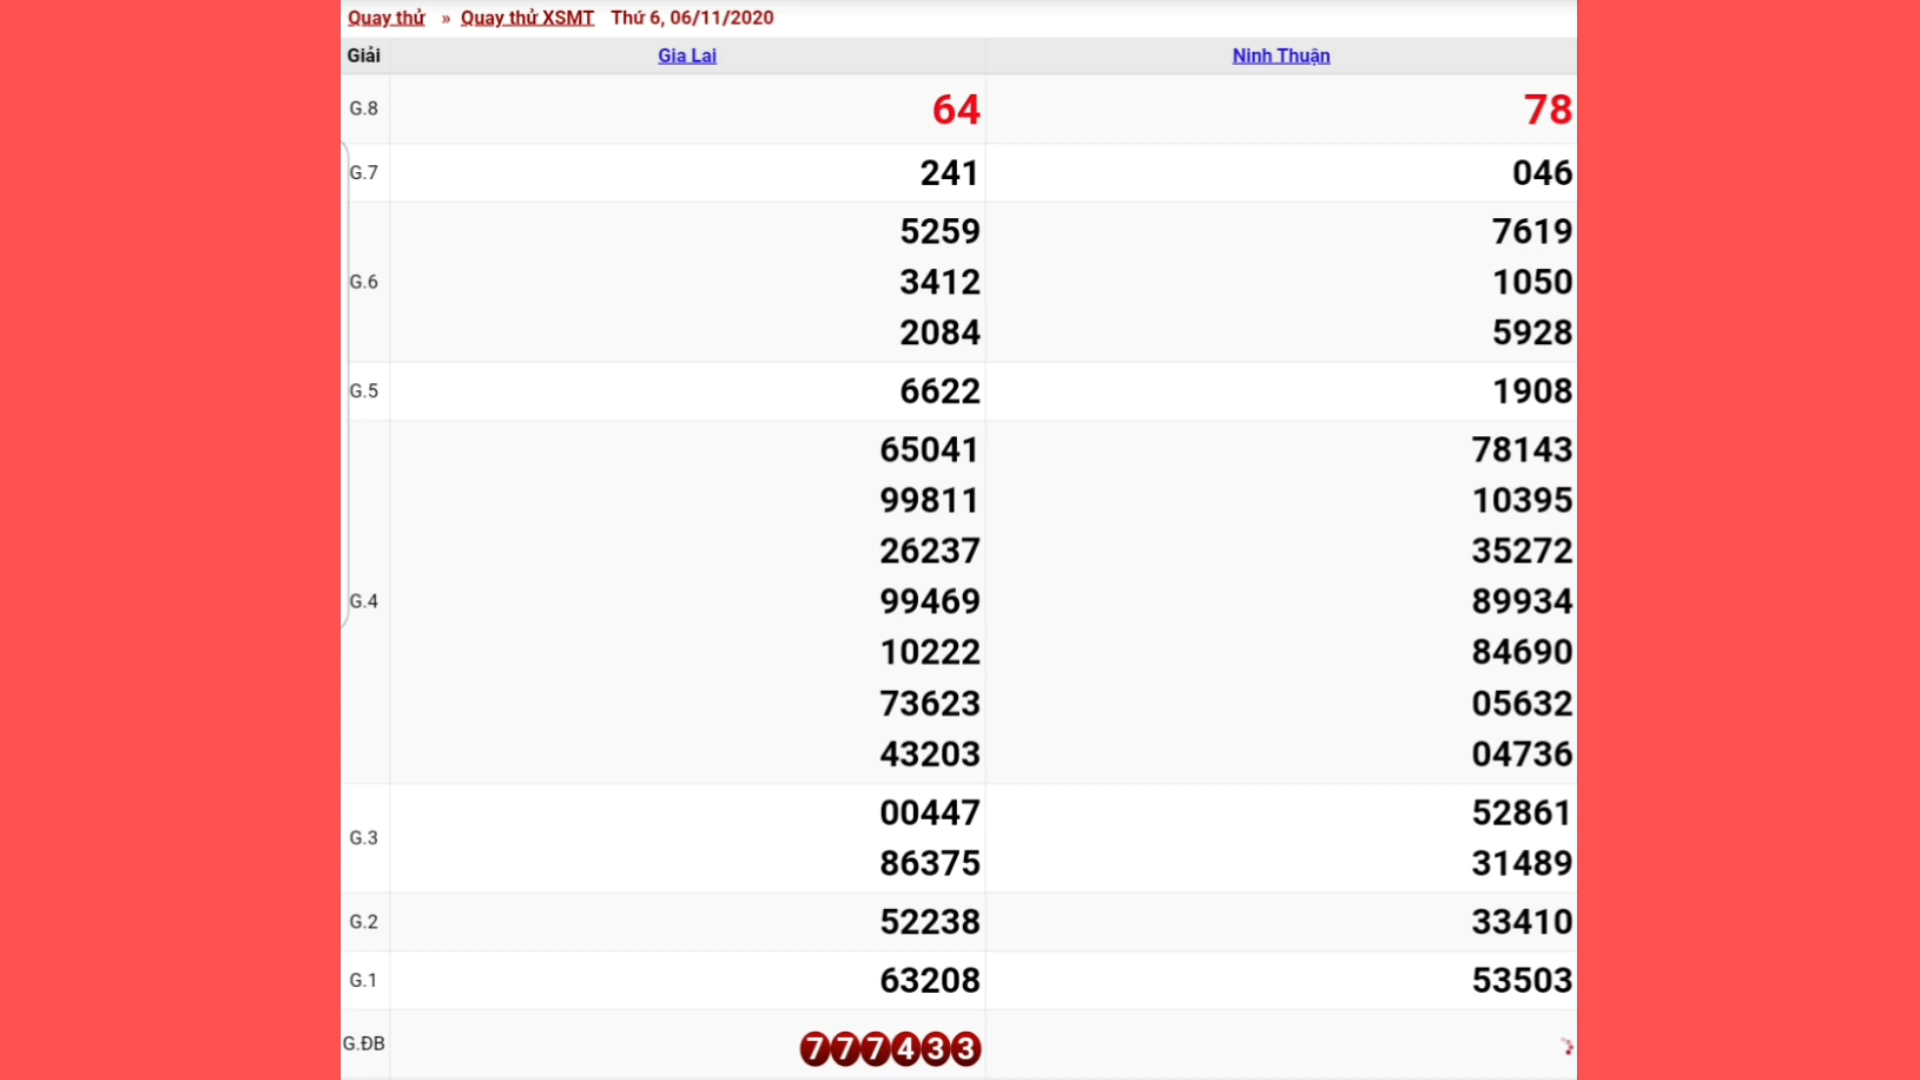 Quay thử » Quay thử XSMT Thứ 6, 06/11/2020
Giải Gia Lai Ninh Thuận
G.8 64 78
G.7 241 046
5259 7619
G.6 3412 1050
2084 5928
G.5 6622 1908
65041 78143
99811 10395
26237 35272
G.4 99469 89934
10222 84690
73623 05632
43203 04736
G.3
00447 52861
86375 31489
G.2 52238 33410
G.1 63208 53503
G.ĐB 777433